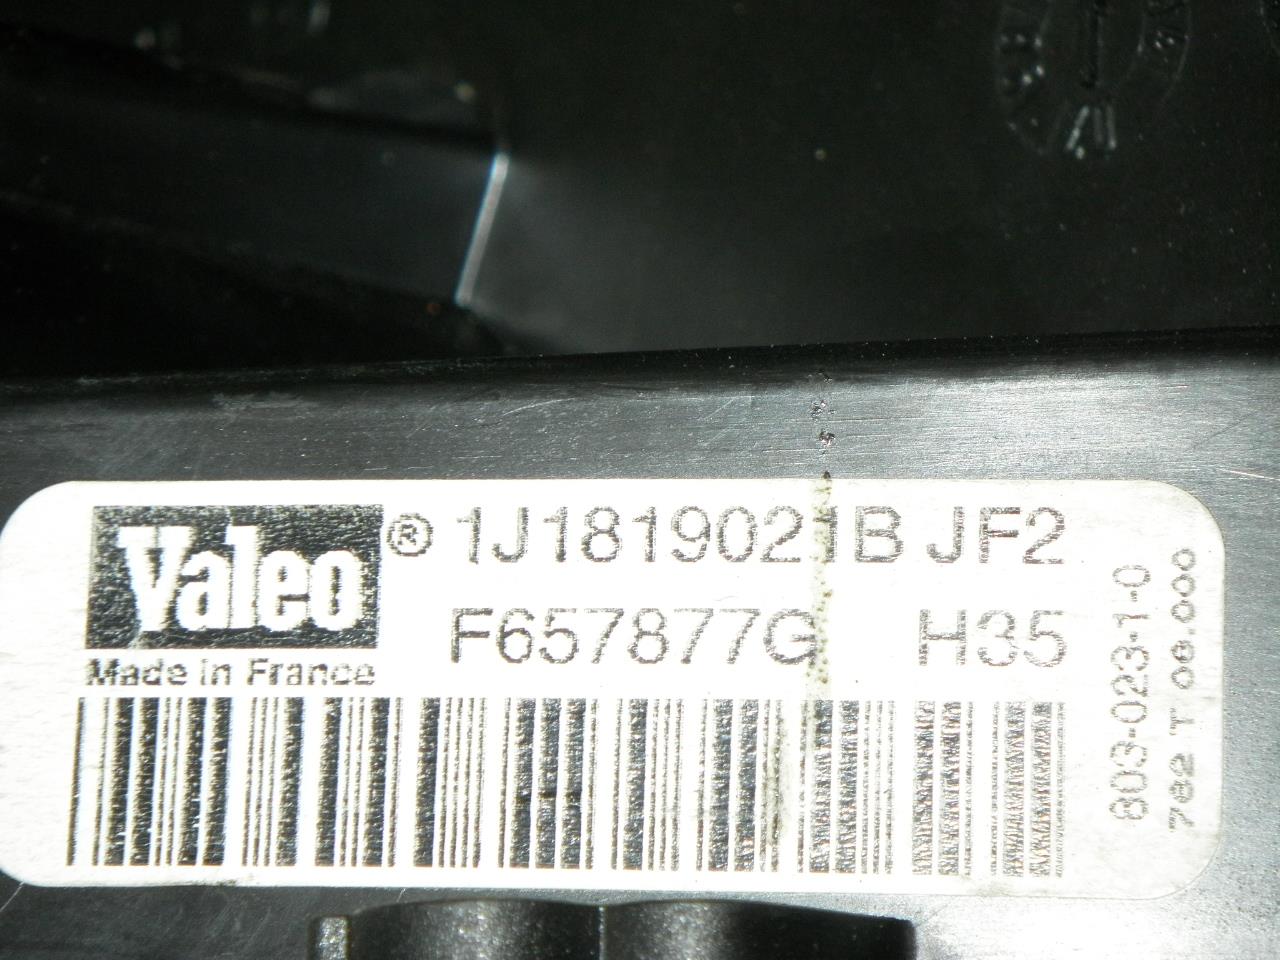 Valeo ® 1J1819021B JF2
F657877G H35
Made in France
803-023-1-0
782 T 08.000